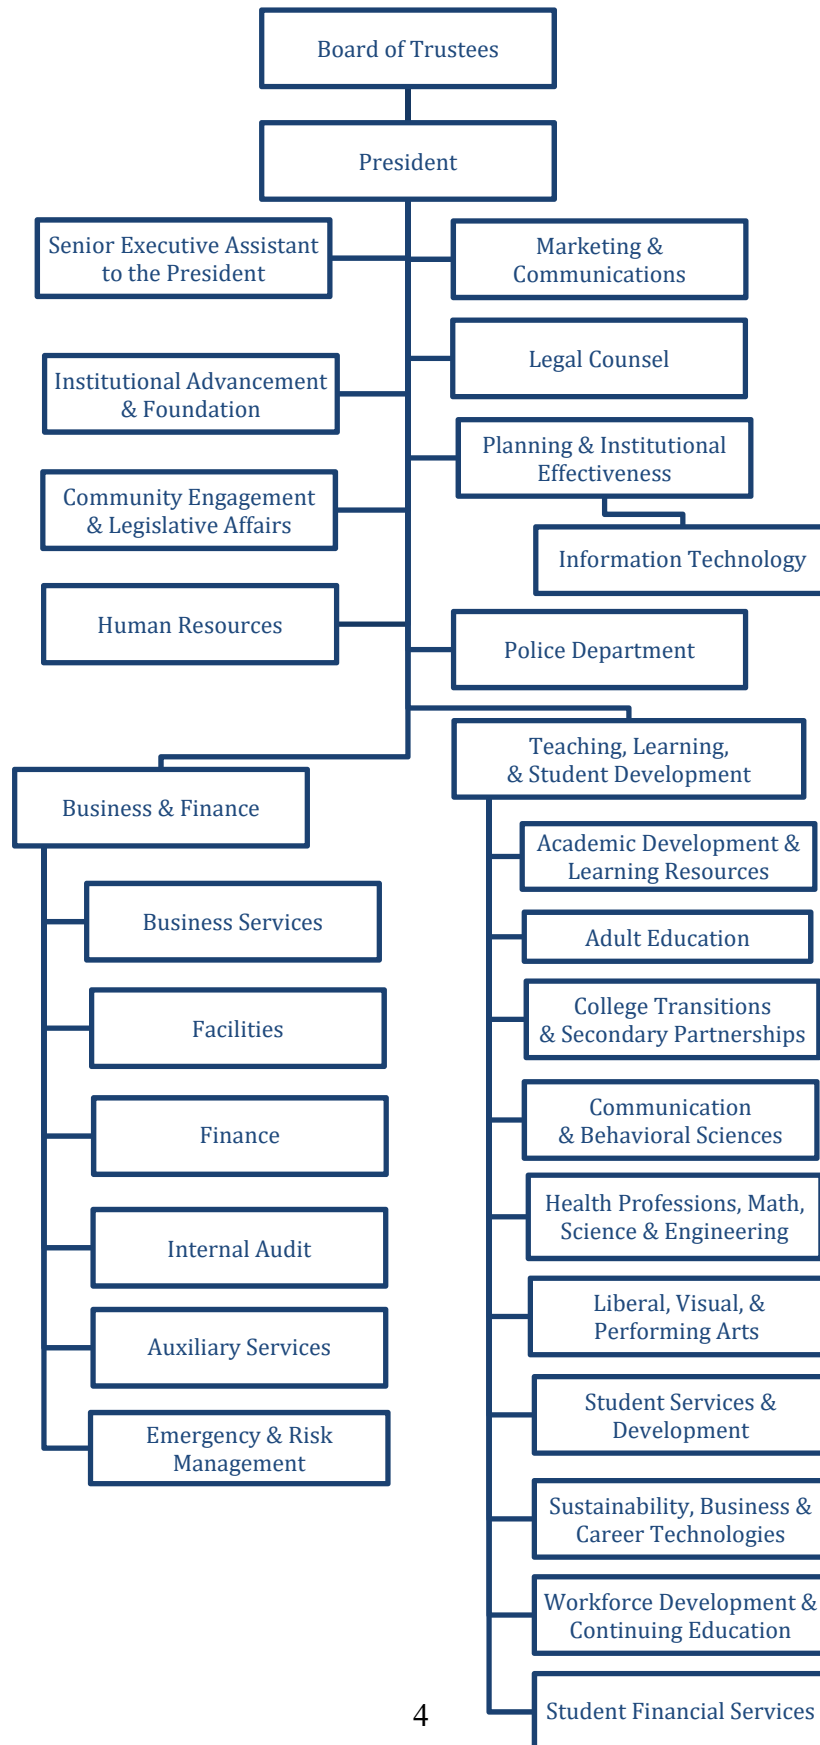 Board of Trustees
President
Senior Executive Assistant
to the President
Marketing &
Communications
Legal Counsel
Institutional Advancement
& Foundation
Planning & Institutional
Effectiveness
Community Engagement
& Legislative Affairs
Information Technology
Human Resources
Police Department
Teaching, Learning,
& Student Development
Business & Finance
Academic Development &
Learning Resources
Business Services
Adult Education
College Transitions
& Secondary Partnerships
Facilities
Communication
& Behavioral Sciences
Finance
Health Professions, Math,
Science & Engineering
Internal Audit
Liberal, Visual, &
Performing Arts
Auxiliary Services
Student Services &
Development
Emergency & Risk
Management
Sustainability, Business &
Career Technologies
Workforce Development &
Continuing Education
Student Financial Services
4